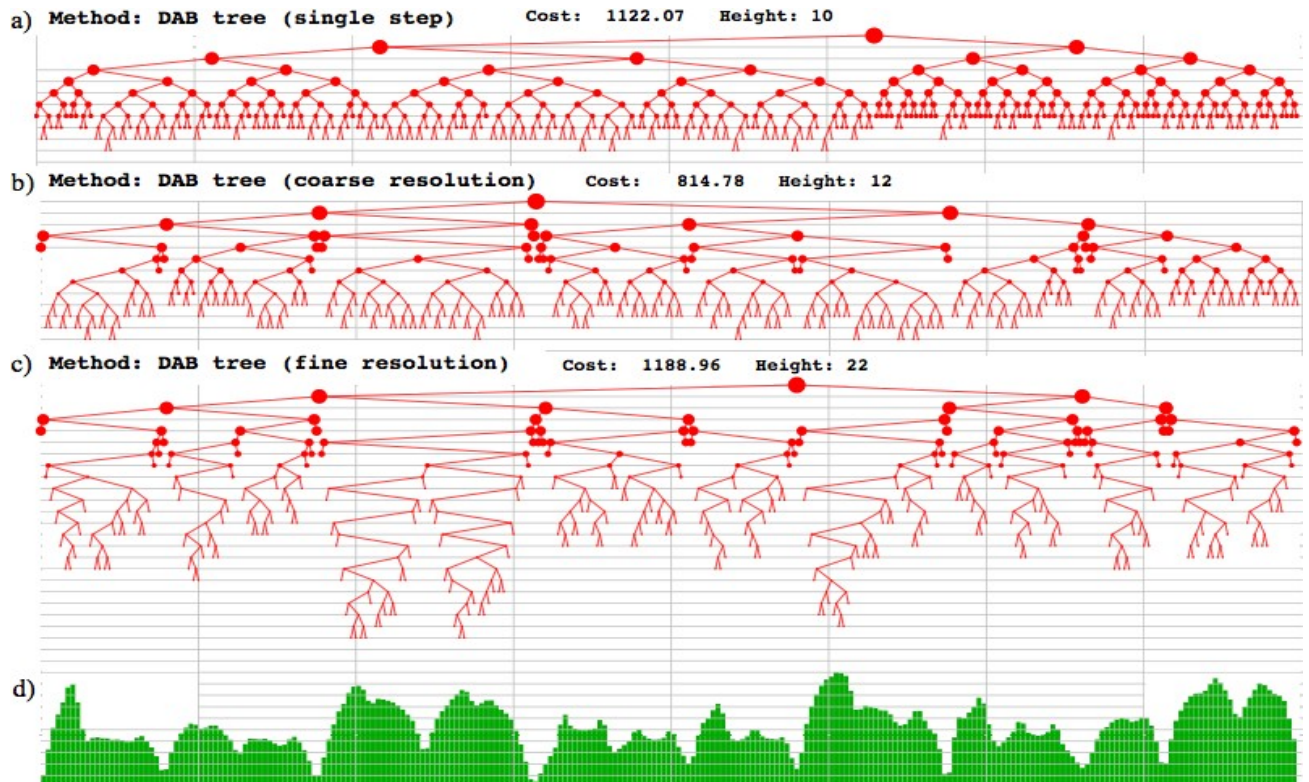 a) Method: DAB tree (single step) Cost: 1122.07 Height: 10
b) Method: DAB tree (coarse resolution) Cost: 814.78 Height: 12
c) Method: DAB tree (fine resolution) Cost: 1188.96 Height: 22
d)